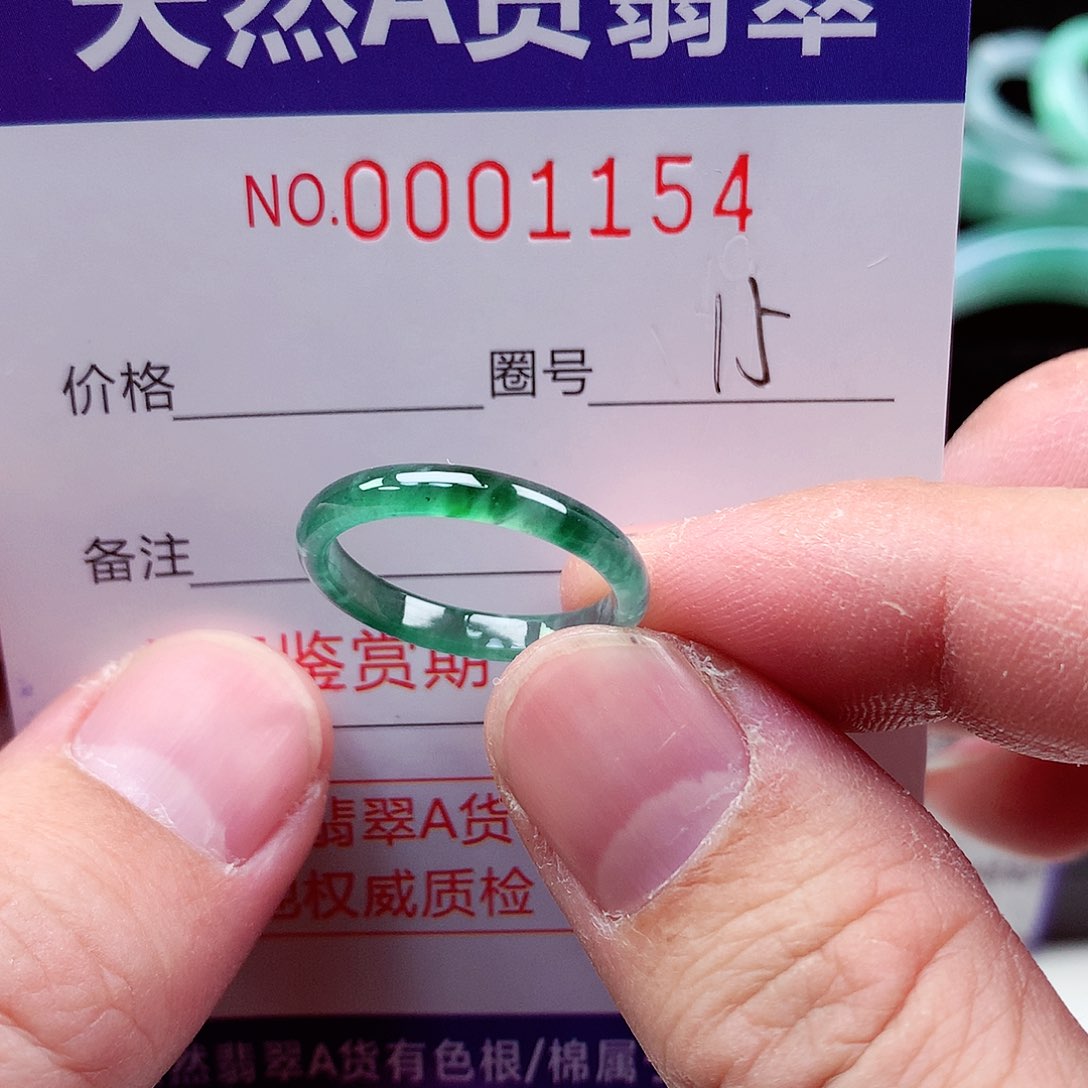 天然A货翡翠
NO.0001154
价格 圈号 15
备注
鉴赏期
翡翠A货
权威质检
然翡翠A货有色根/棉属